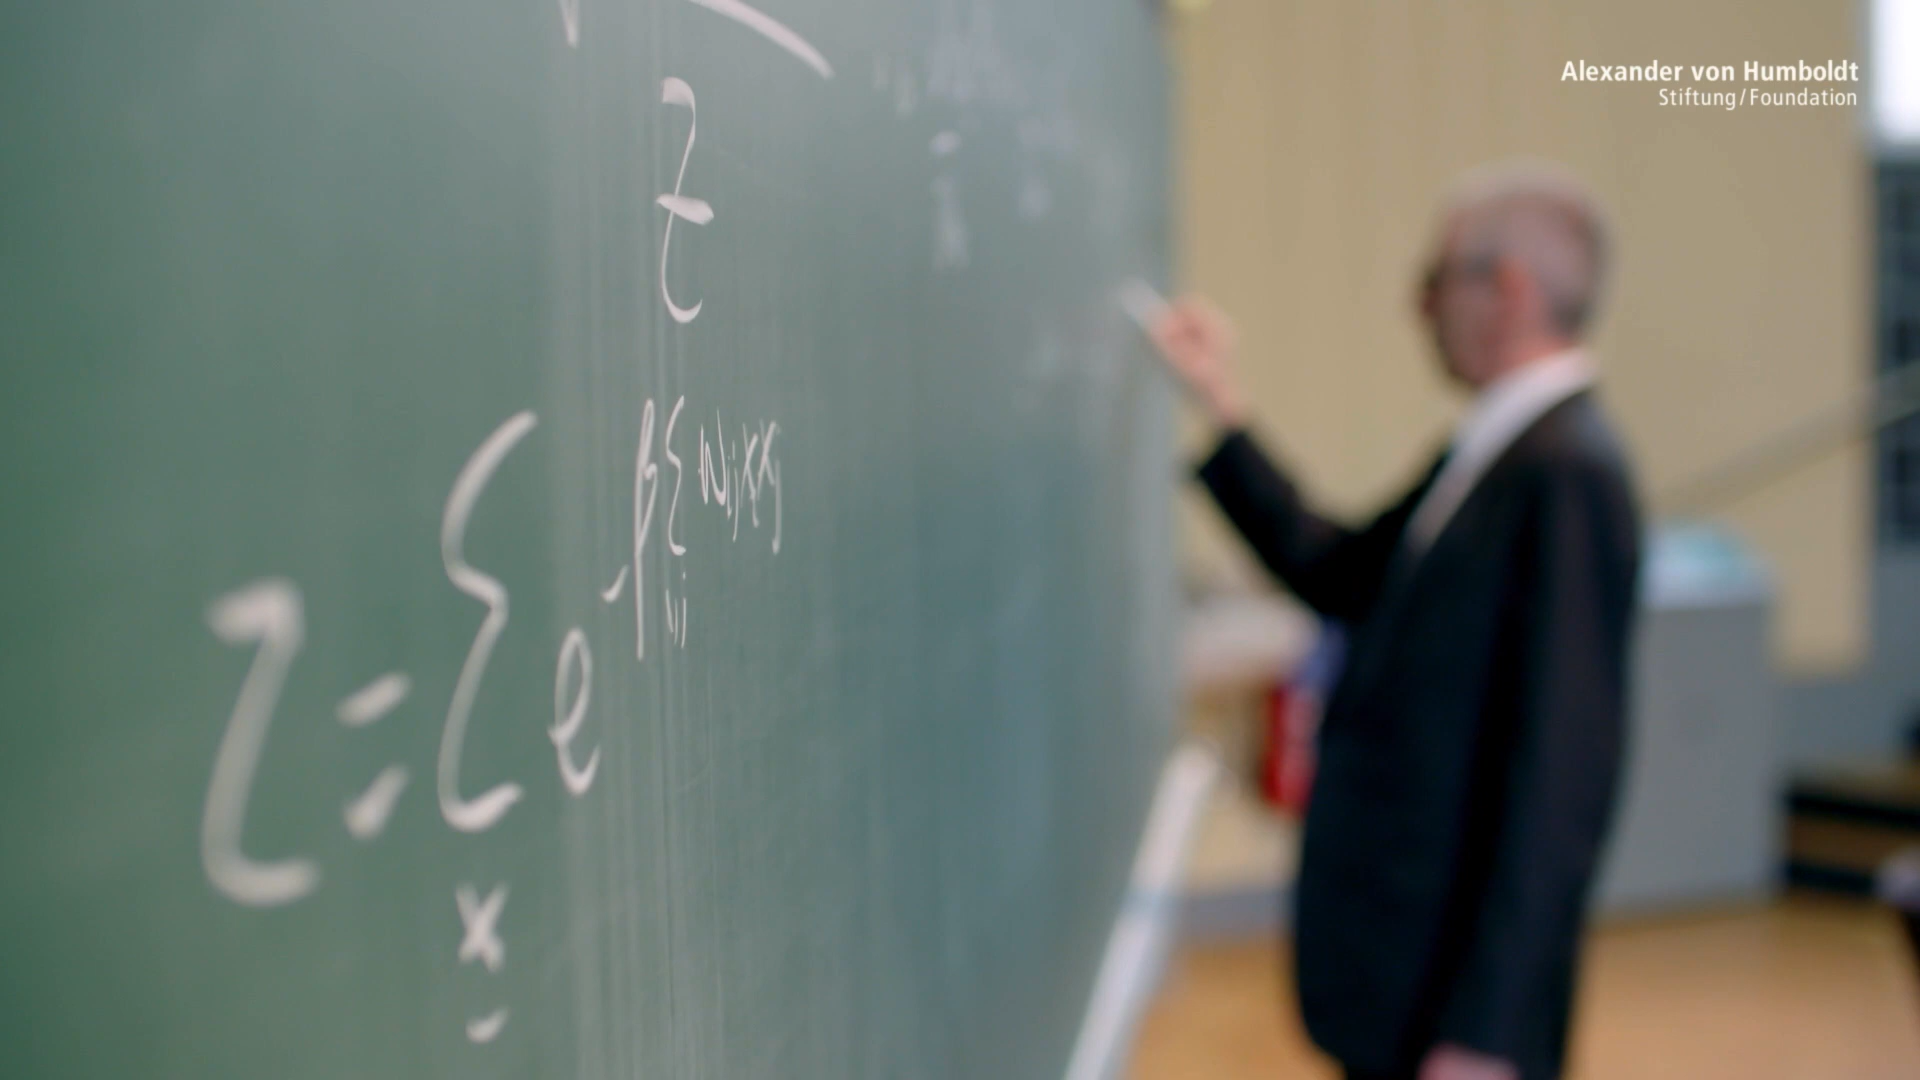 Alexander von Humboldt
Stiftung/Foundation
Z
Z = Σ e -β Σ Wij xi xj
i,j
x